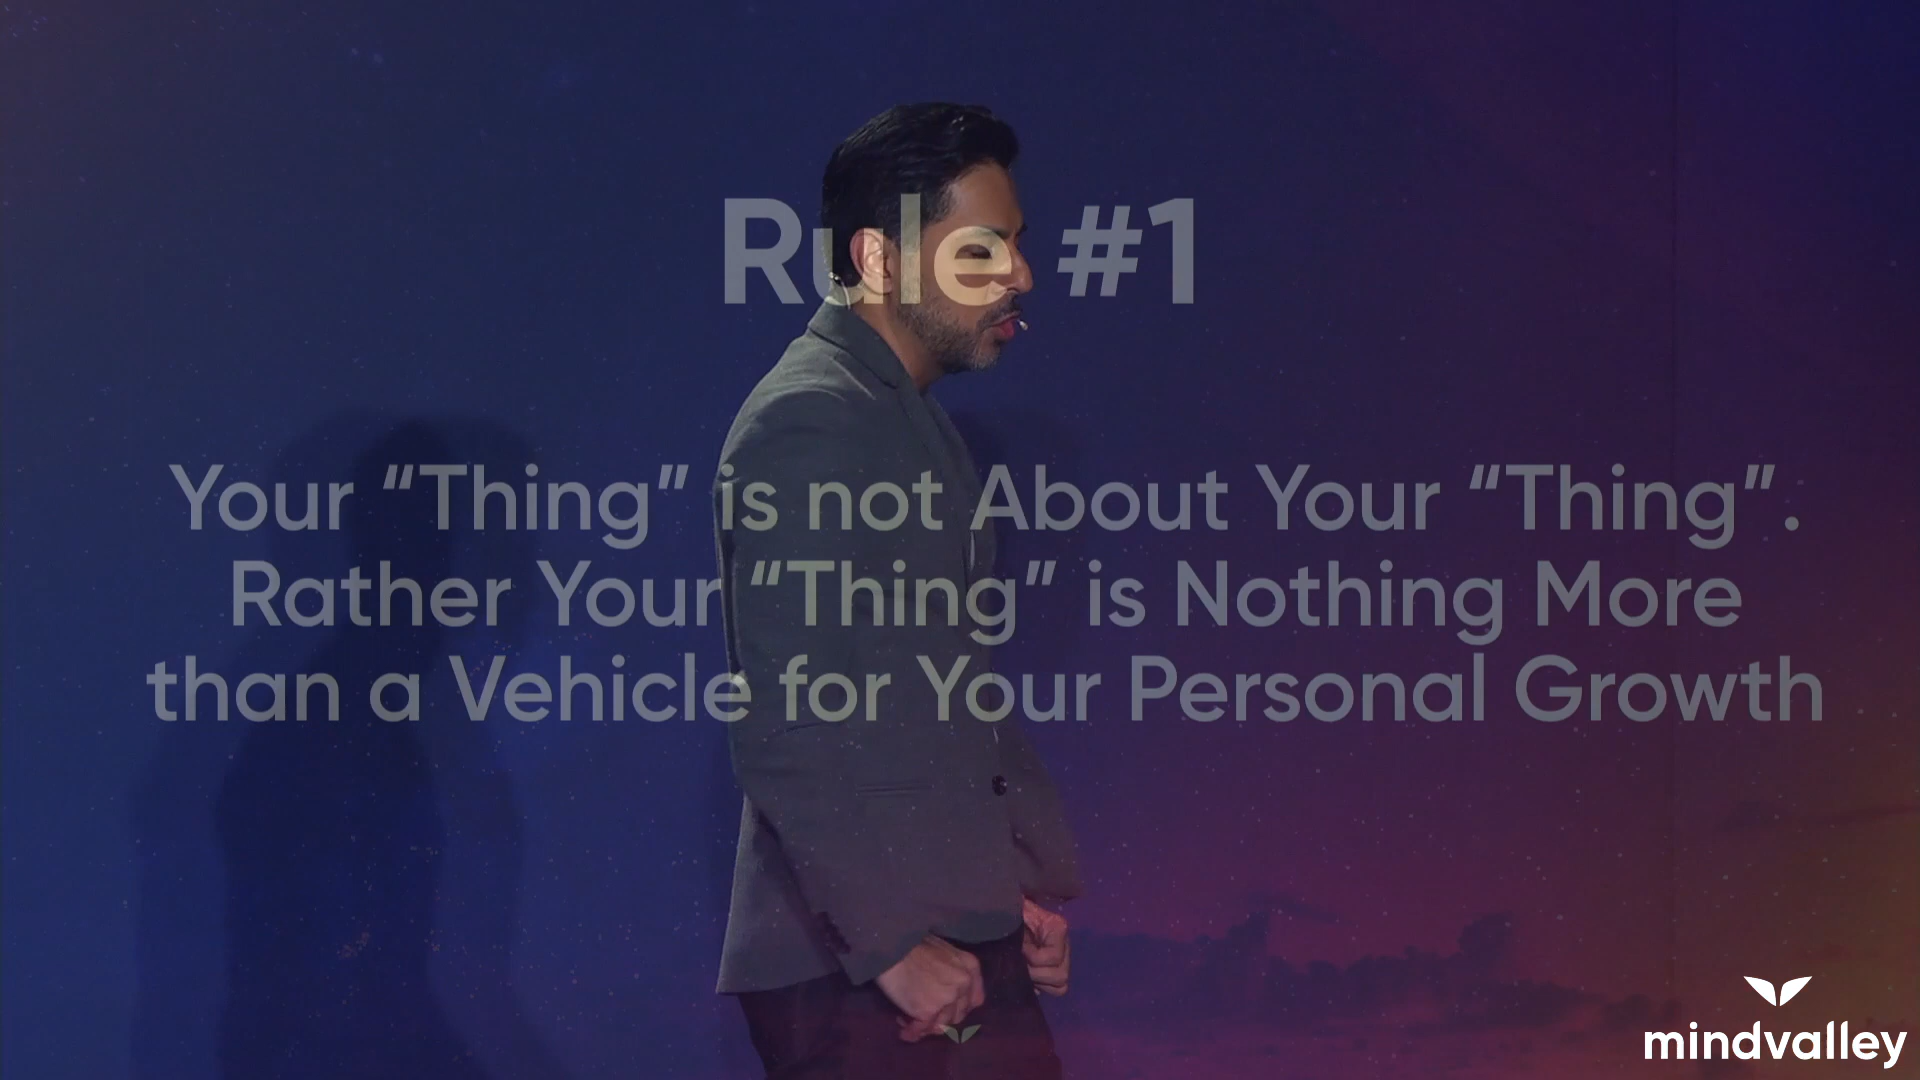 Rule #1
Your “Thing” is not About Your “Thing”.
Rather Your “Thing” is Nothing More
than a Vehicle for Your Personal Growth
mindvalley